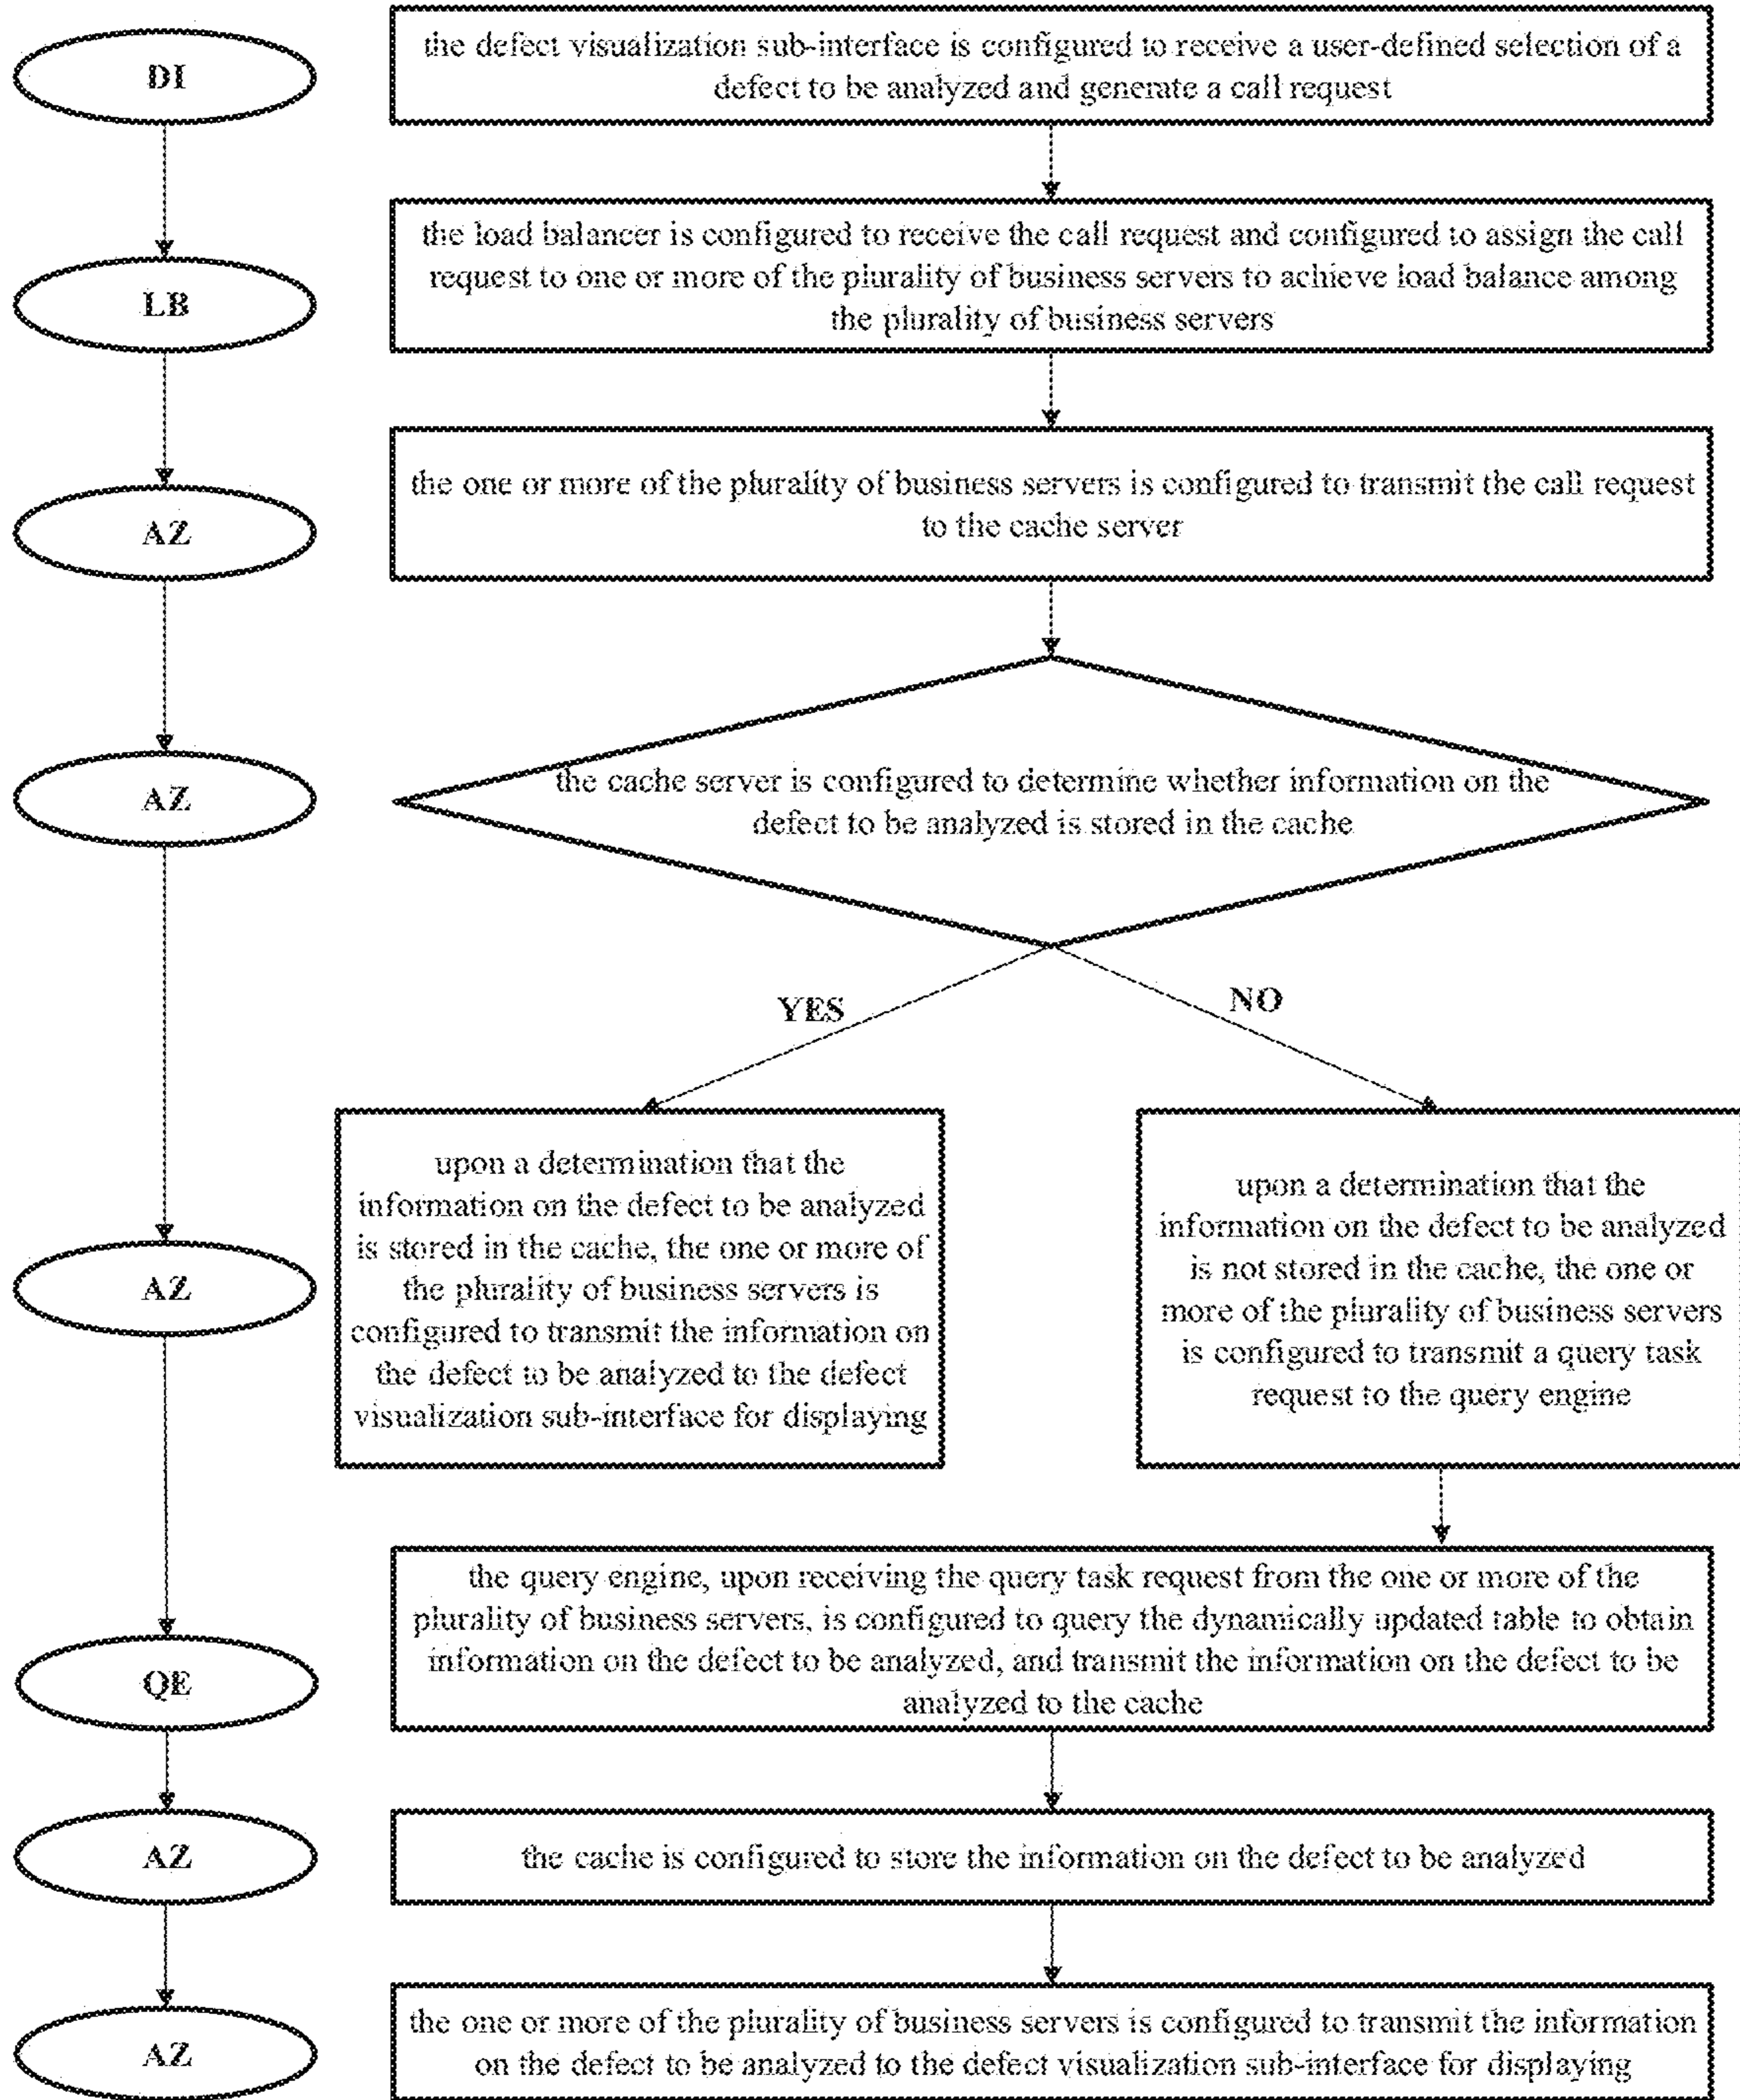 DI
the defect visualization sub-interface is configured to receive a user-defined selection of a
defect to be analyzed and generate a call request
LB
the load balancer is configured to receive the call request and configured to assign the call
request to one or more of the plurality of business servers to achieve load balance among
the plurality of business servers
AZ
the one or more of the plurality of business servers is configured to transmit the call request
to the cache server
AZ
the cache server is configured to determine whether information on the
defect to be analyzed is stored in the cache
YES
NO
AZ
upon a determination that the
information on the defect to be analyzed
is stored in the cache, the one or more of
the plurality of business servers is
configured to transmit the information on
the defect to be analyzed to the defect
visualization sub-interface for displaying
upon a determination that the
information on the defect to be analyzed
is not stored in the cache, the one or
more of the plurality of business servers
is configured to transmit a query task
request to the query engine
QE
the query engine, upon receiving the query task request from the one or more of the
plurality of business servers, is configured to query the dynamically updated table to obtain
information on the defect to be analyzed, and transmit the information on the defect to be
analyzed to the cache
AZ
the cache is configured to store the information on the defect to be analyzed
AZ
the one or more of the plurality of business servers is configured to transmit the information
on the defect to be analyzed to the defect visualization sub-interface for displaying